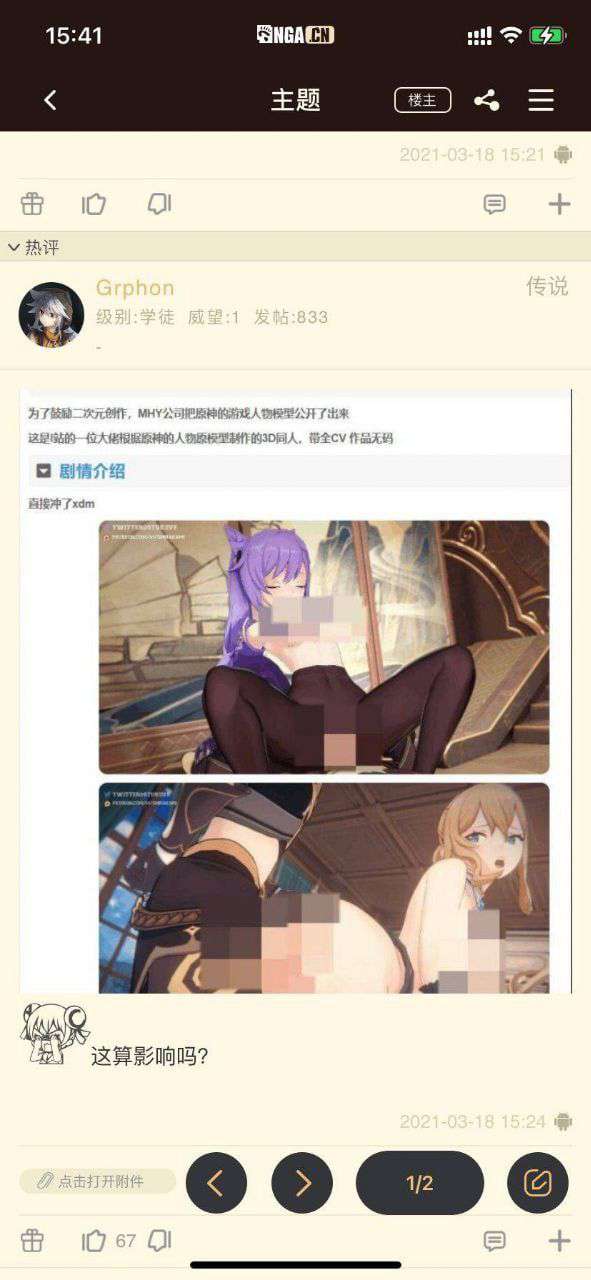 15:41
NGA.CN
主题
楼主
2021-03-18 15:21
热评
Grphon
传说
级别:学徒 威望:1 发帖:833
-
为了鼓励二次元创作，MHY公司把原神的游戏人物模型公开了出来
这是I站的一位大佬根据原神的人物原模型制作的3D同人，带全CV 作品无码
剧情介绍
直接冲了xdm
这算影响吗?
2021-03-18 15:24
点击打开附件
1/2
67